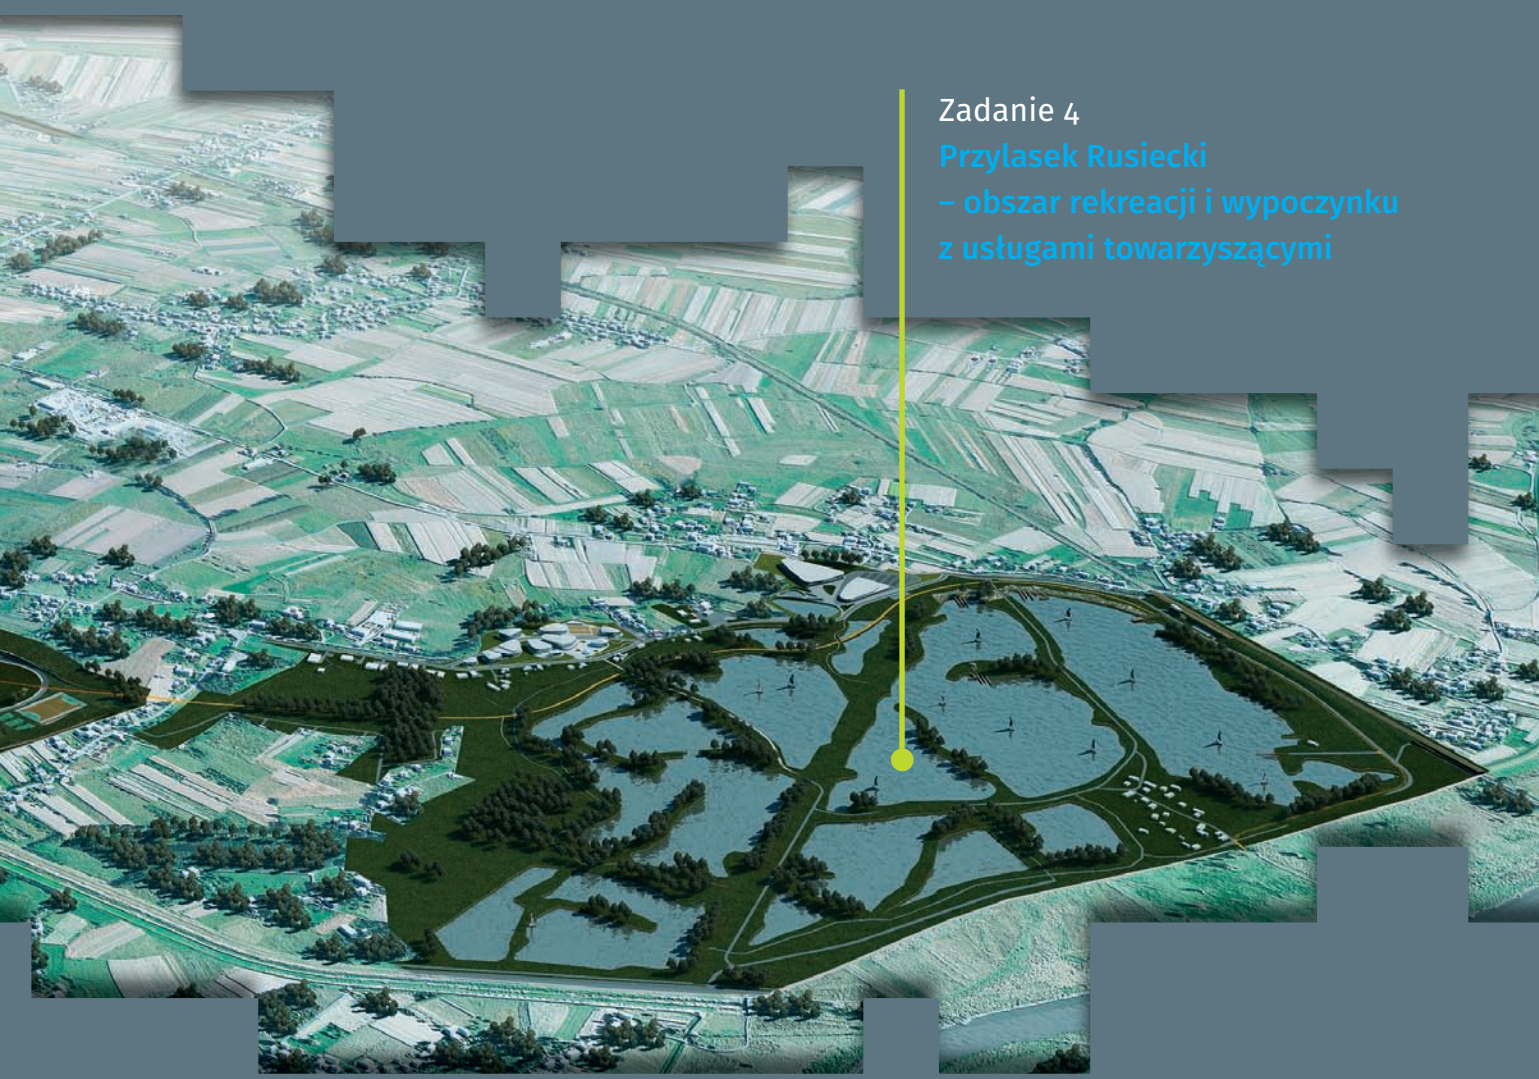 Zadanie 4
Przylasek Rusiecki
– obszar rekreacji i wypoczynku
z usługami towarzyszącymi